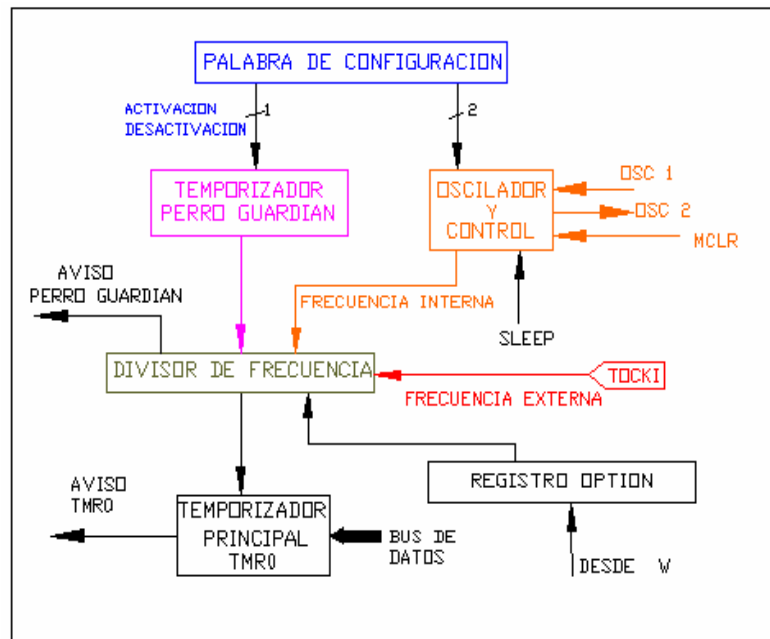 PALABRA DE CONFIGURACION
ACTIVACION
DESACTIVACION
1
2
TEMPORIZADOR
PERRO GUARDIAN
OSCILADOR
Y
CONTROL
OSC 1
OSC 2
MCLR
AVISO
PERRO GUARDIAN
FRECUENCIA INTERNA
SLEEP
DIVISOR DE FRECUENCIA
TOCKI
FRECUENCIA EXTERNA
REGISTRO OPTION
AVISO
TMR0
TEMPORIZADOR
PRINCIPAL
TMR0
BUS DE
DATOS
DESDE W